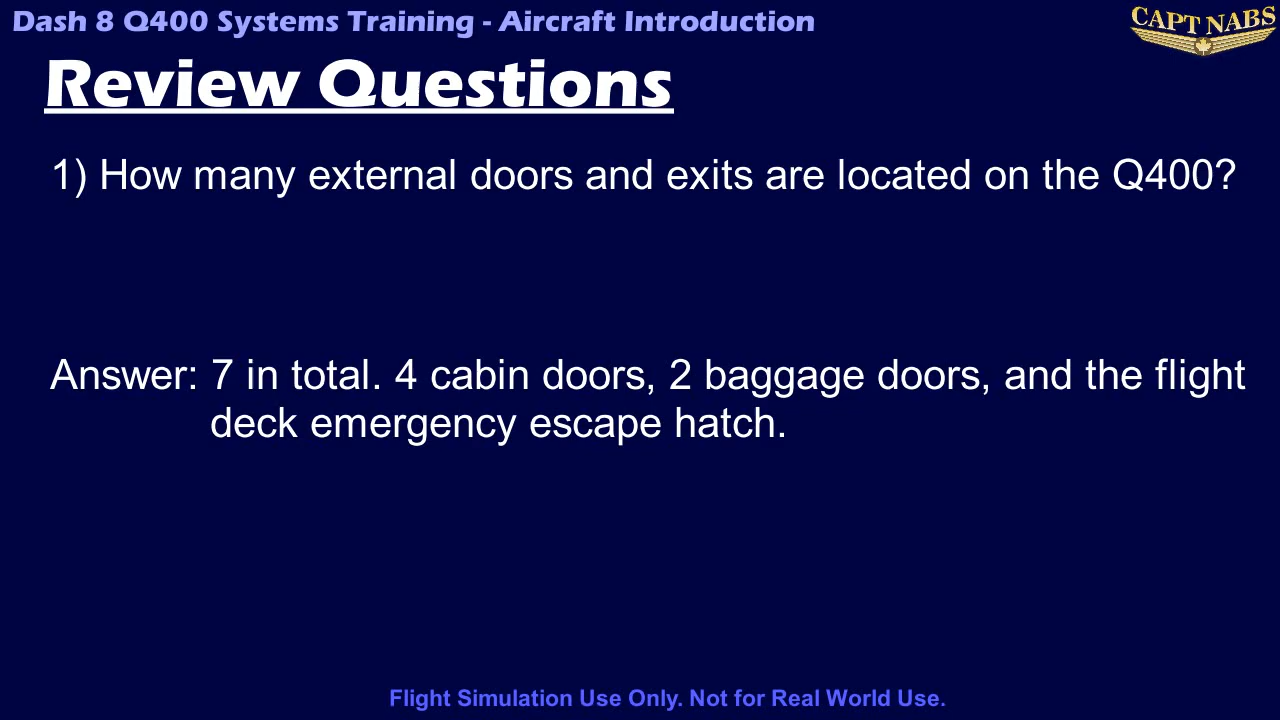 Dash 8 Q400 Systems Training - Aircraft Introduction
CAPT NABS
Review Questions
1) How many external doors and exits are located on the Q400?
Answer: 7 in total. 4 cabin doors, 2 baggage doors, and the flight
deck emergency escape hatch.
Flight Simulation Use Only. Not for Real World Use.